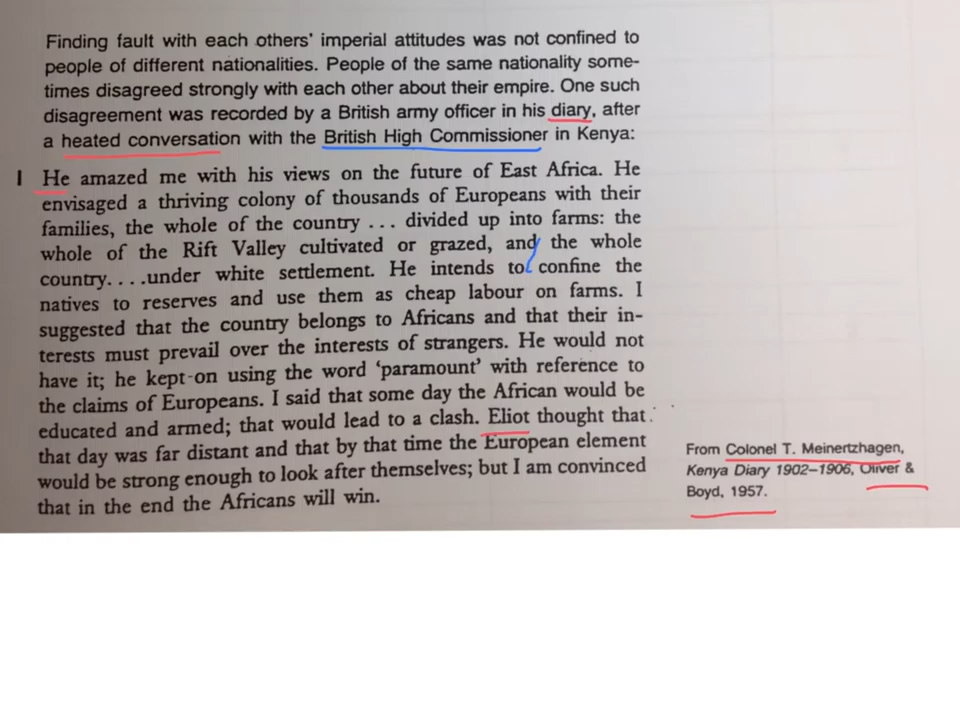 Finding fault with each others' imperial attitudes was not confined to
people of different nationalities. People of the same nationality some-
times disagreed strongly with each other about their empire. One such
disagreement was recorded by a British army officer in his diary, after
a heated conversation with the British High Commissioner in Kenya:
I He amazed me with his views on the future of East Africa. He
envisaged a thriving colony of thousands of Europeans with their
families, the whole of the country ... divided up into farms: the
whole of the Rift Valley cultivated or grazed, and the whole
country....under white settlement. He intends to confine the
natives to reserves and use them as cheap labour on farms. I
suggested that the country belongs to Africans and that their in-
terests must prevail over the interests of strangers. He would not
have it; he kept-on using the word 'paramount' with reference to
the claims of Europeans. I said that some day the African would be
educated and armed; that would lead to a clash. Eliot thought that
that day was far distant and that by that time the European element
would be strong enough to look after themselves; but I am convinced
that in the end the Africans will win.
From Colonel T. Meinertzhagen,
Kenya Diary 1902–1906, Oliver &
Boyd, 1957.